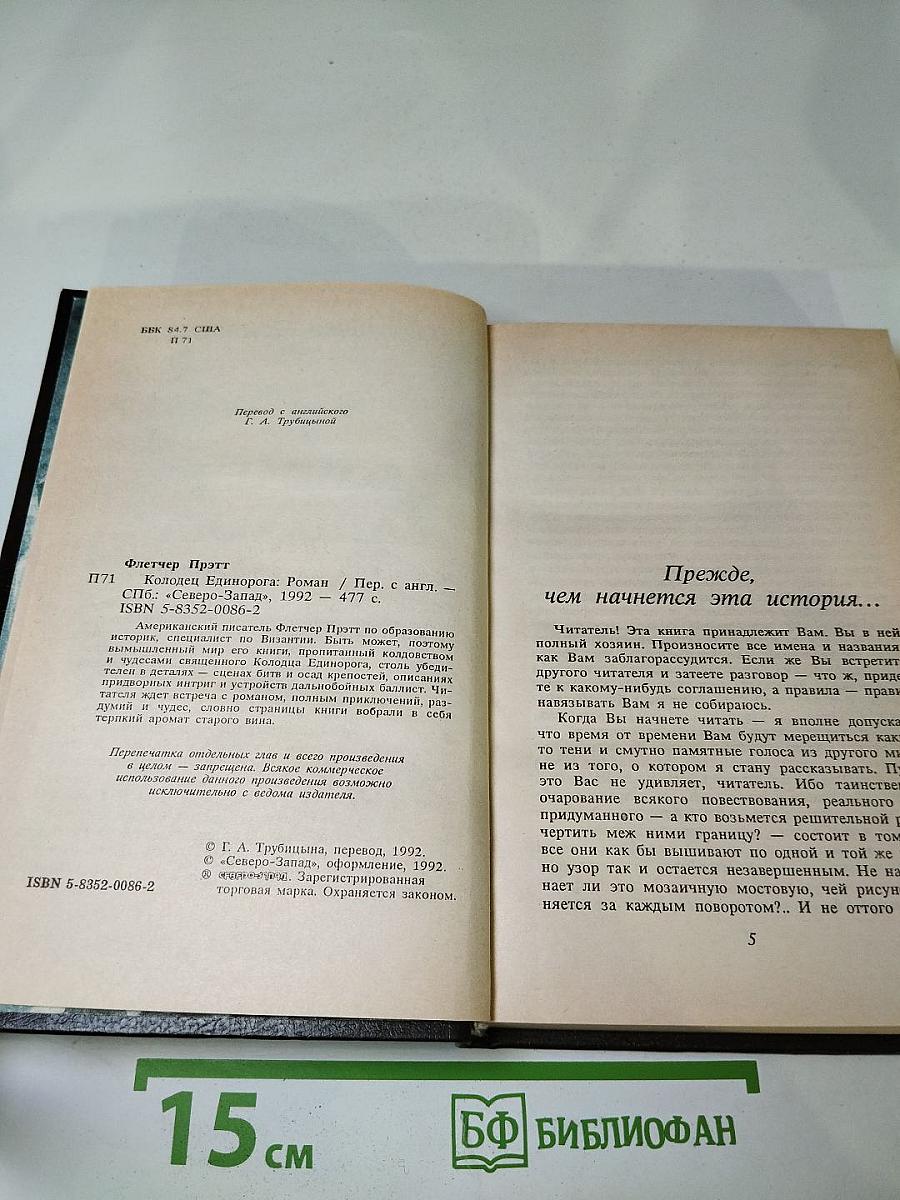 ББК 84.7 США
П 71
Перевод с английского
Г. А. Трубицыной
Флетчер Прэтт
П71 Колодец Единорога: Роман / Пер. с англ. —
СПб.: «Северо-Запад», 1992 — 477 с.
ISBN 5-8352-0086-2
Американский писатель Флетчер Прэтт по образованию
историк, специалист по Византии. Быть может, поэтому
вымышленный мир его книги, пропитанный колдовством
и чудесами священного Колодца Единорога, столь убеди-
телен в деталях — сценах битв и осад крепостей, описаниях
придворных интриг и устройств дальнобойных баллист. Чи-
тателя ждет встреча с романом, полным приключений, раз-
думий и чудес, словно страницы книги вобрали в себя
терпкий аромат старого вина.
Перепечатка отдельных глав и всего произведения
в целом — запрещена. Всякое коммерческое
использование данного произведения возможно
исключительно с ведома издателя.
© Г. А. Трубицына, перевод, 1992.
© «Северо-Запад», оформление, 1992.
® Зарегистрированная
торговая марка. Охраняется законом.
ISBN 5-8352-0086-2
Прежде,
чем начнется эта история...
Читатель! Эта книга принадлежит Вам. Вы в ней
полный хозяин. Произносите все имена и названия
как Вам заблагорассудится. Если же Вы встретит
другого читателя и затеете разговор — что ж, приде
те к какому-нибудь соглашению, а правила — прави
навязывать Вам я не собираюсь.
Когда Вы начнете читать — я вполне допуска
что время от времени Вам будут мерещиться как
то тени и смутно памятные голоса из другого ми
не из того, о котором я стану рассказывать. Пу
это Вас не удивляет, читатель. Ибо таинстве
очарование всякого повествования, реального
придуманного — а кто возьмется решительной р
чертить меж ними границу? — состоит в том
все они как бы вышивают по одной и той же
но узор так и остается незавершенным. Не на
нает ли это мозаичную мостовую, чей рисун
няется за каждым поворотом?.. И не оттого
5
15 см
БФ БИБЛИОФАН